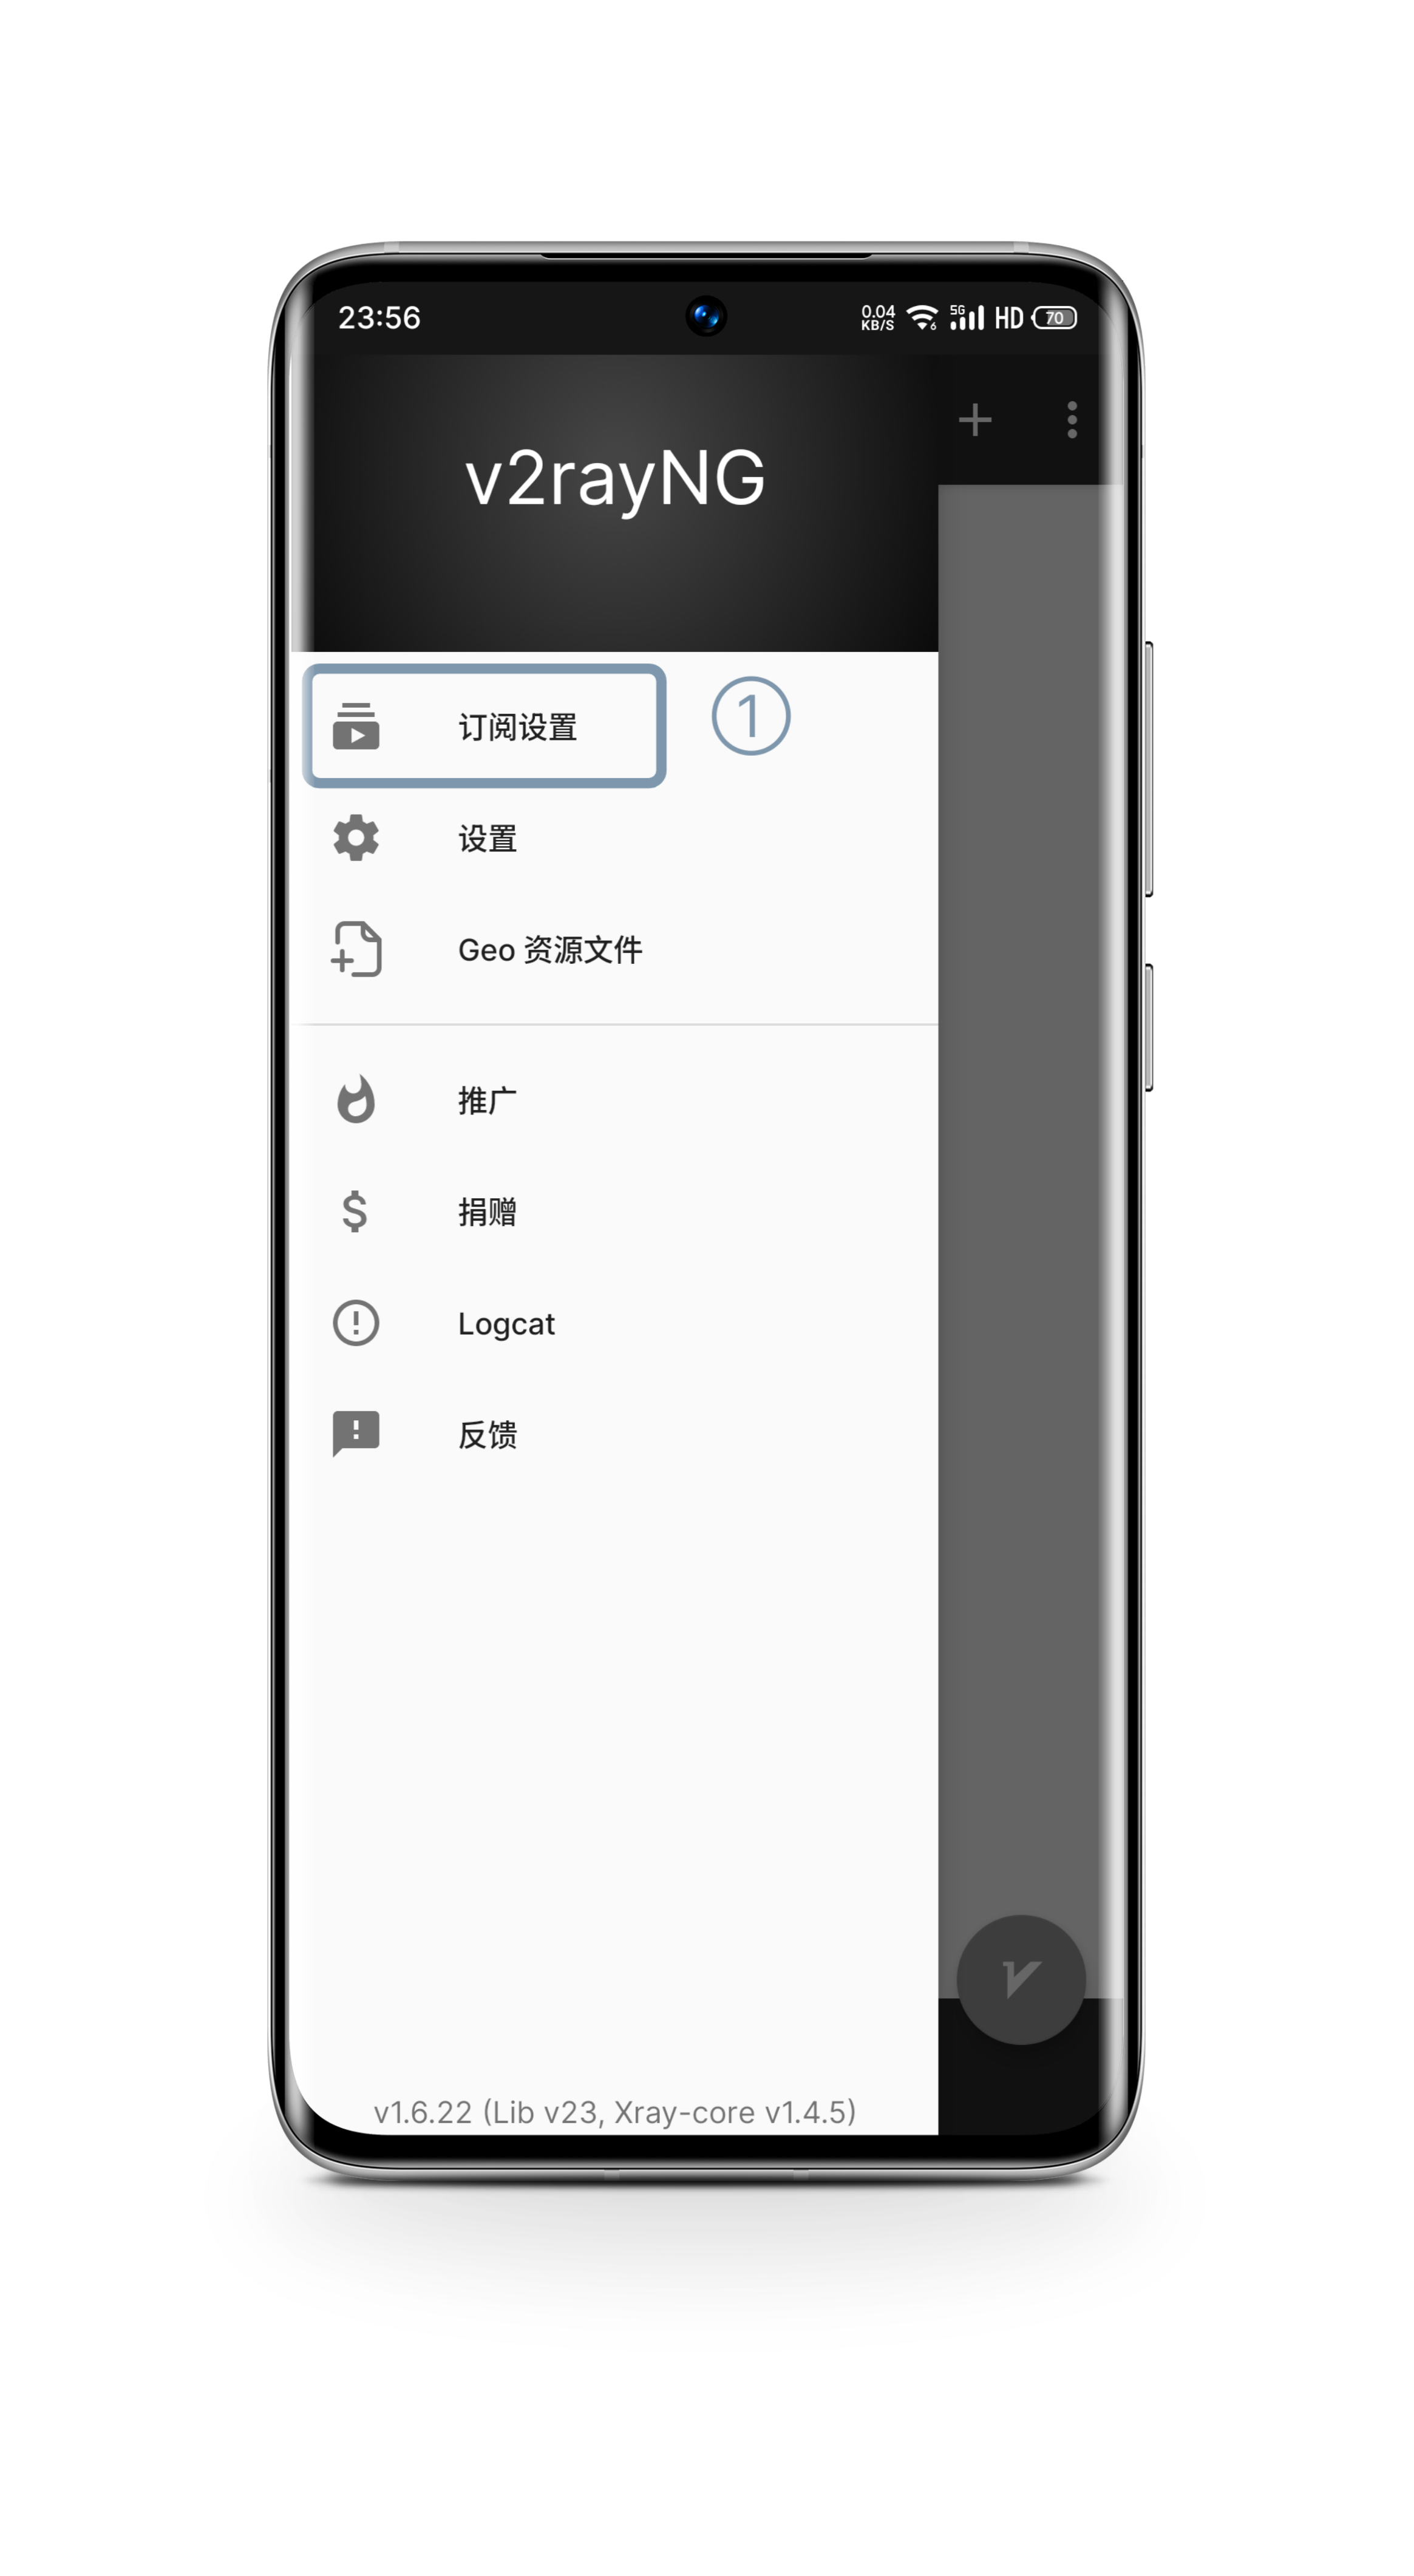 23:56
0.04
KB/S
6
5G
HD
70
v2rayNG
订阅设置
①
设置
Geo 资源文件
推广
捐赠
Logcat
反馈
v1.6.22 (Lib v23, Xray-core v1.4.5)